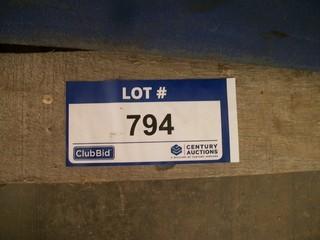 LOT #
794
ClubBid
CENTURY
AUCTIONS